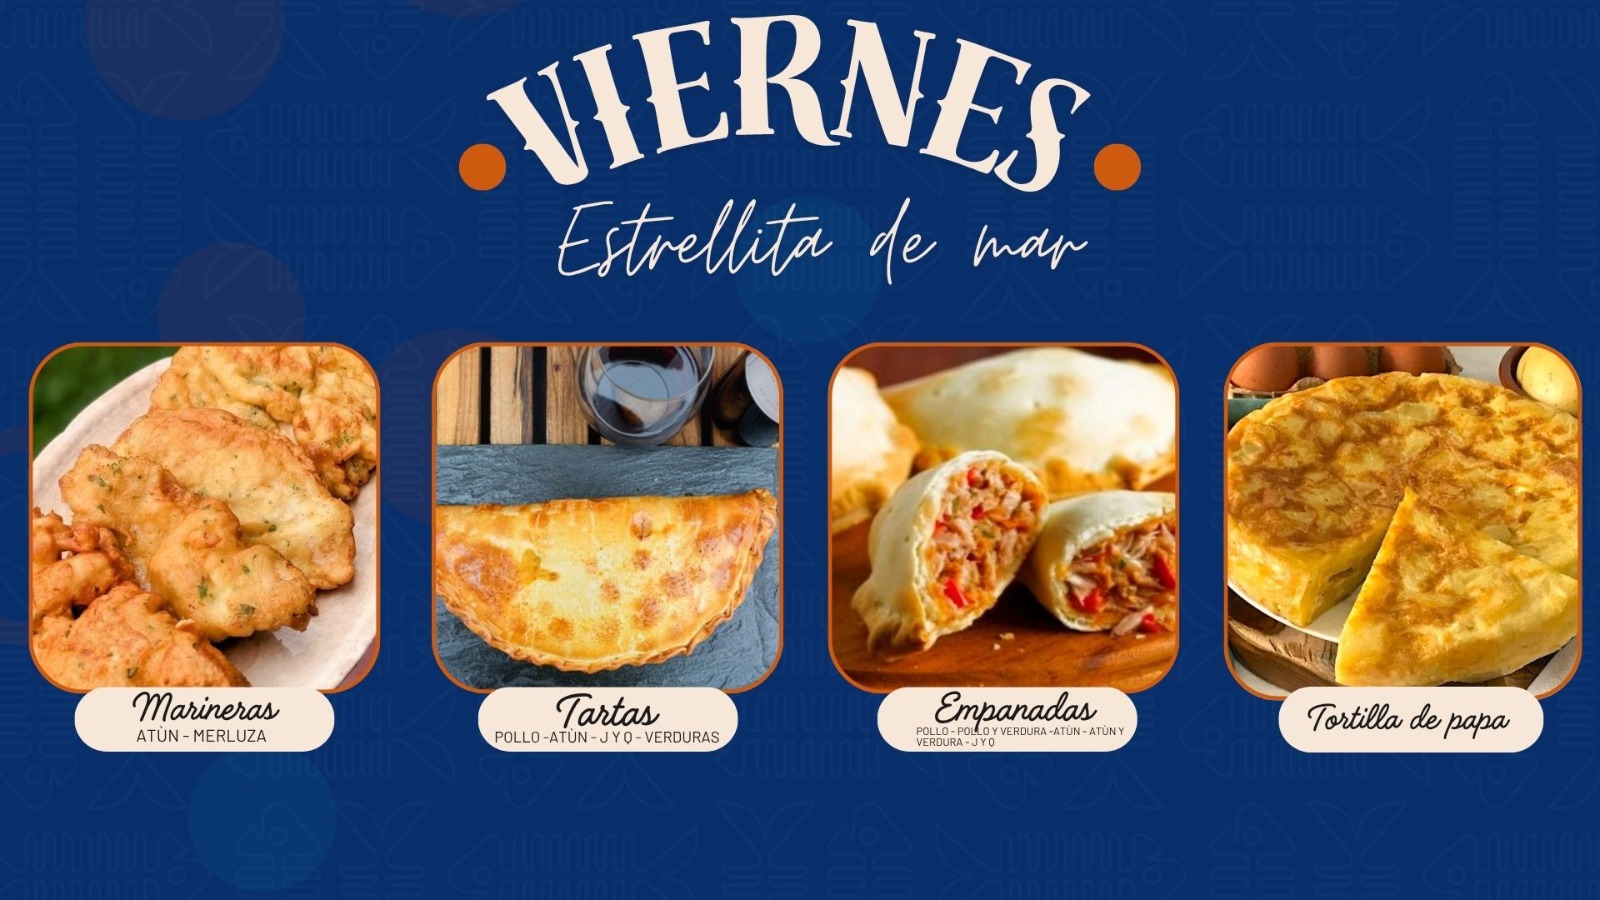 VIERNES
Estrellita de mar
Marineras
ATÙN - MERLUZA
Tartas
POLLO -ATÙN - J Y Q - VERDURAS
Empanadas
POLLO - POLLO Y VERDURA -ATÙN - ATÙN Y
VERDURA - J Y Q
Tortilla de papa